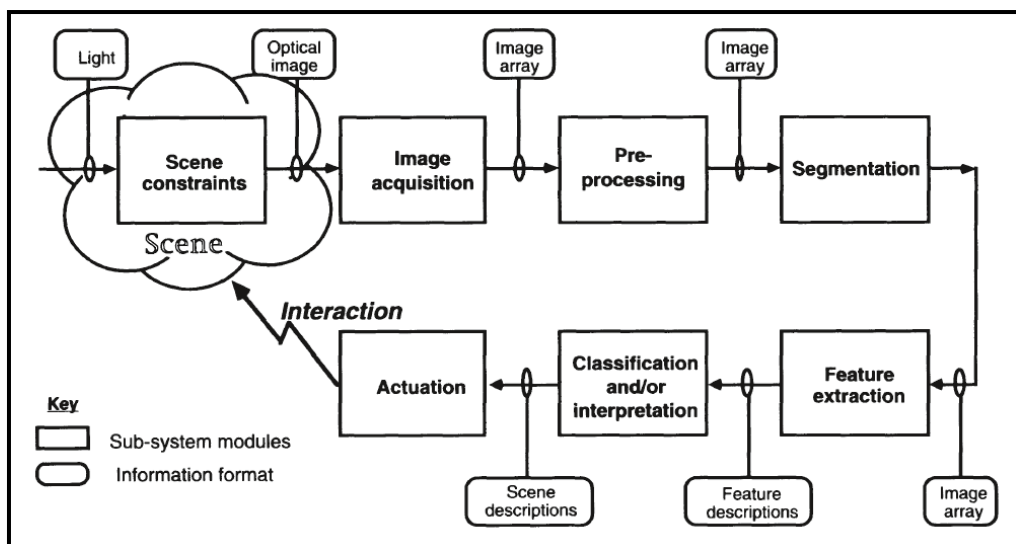 Light
Optical
image
Image
array
Image
array
Scene
constraints
Image
acquisition
Pre-
processing
Segmentation
Scene
Interaction
Actuation
Classification
and/or
interpretation
Feature
extraction
Key
Sub-system modules
Information format
Scene
descriptions
Feature
descriptions
Image
array